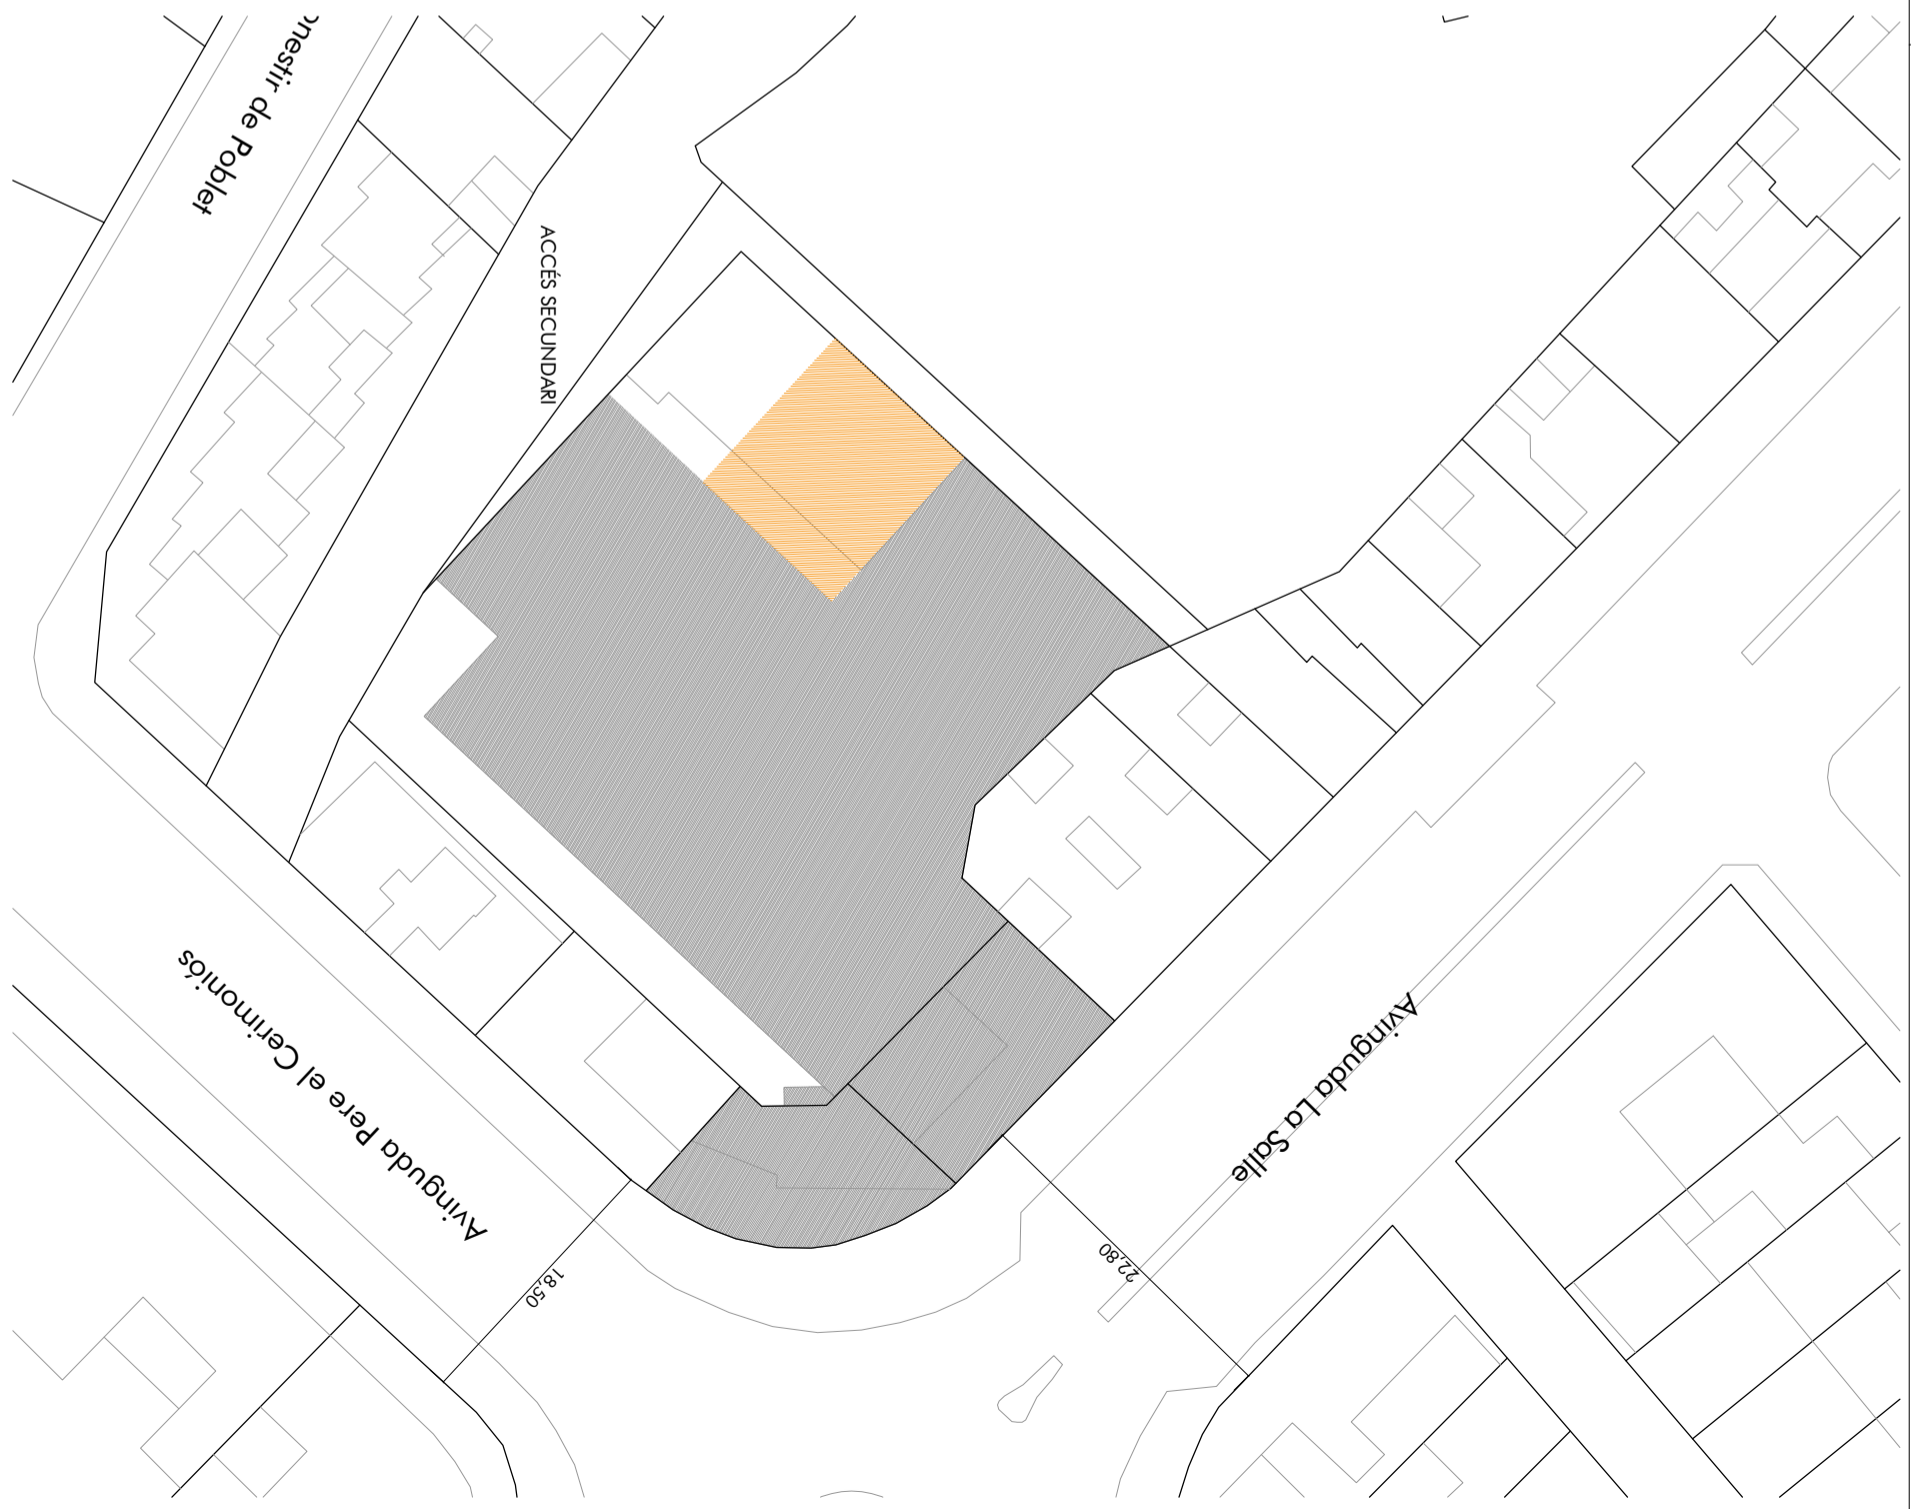 onestir de Poblet
ACCÉS SECUNDARI
Avinguda Pere el Cerimoniós
Avinguda La Salle
18,50
22,80